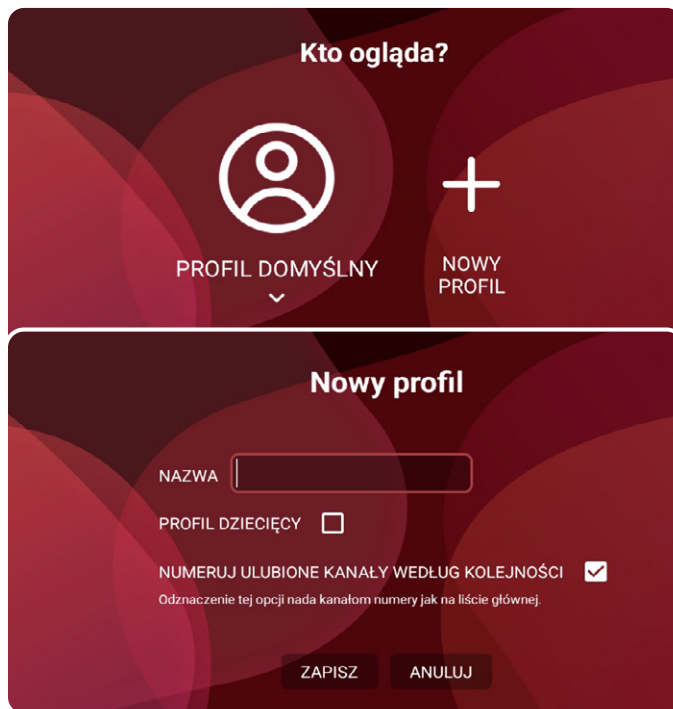 Kto ogląda?
PROFIL DOMYŚLNY
NOWY
PROFIL
Nowy profil
NAZWA
PROFIL DZIECIĘCY
NUMERUJ ULUBIONE KANAŁY WEDŁUG KOLEJNOŚCI
Odznaczenie tej opcji nada kanałom numery jak na liście głównej.
ZAPISZ ANULUJ